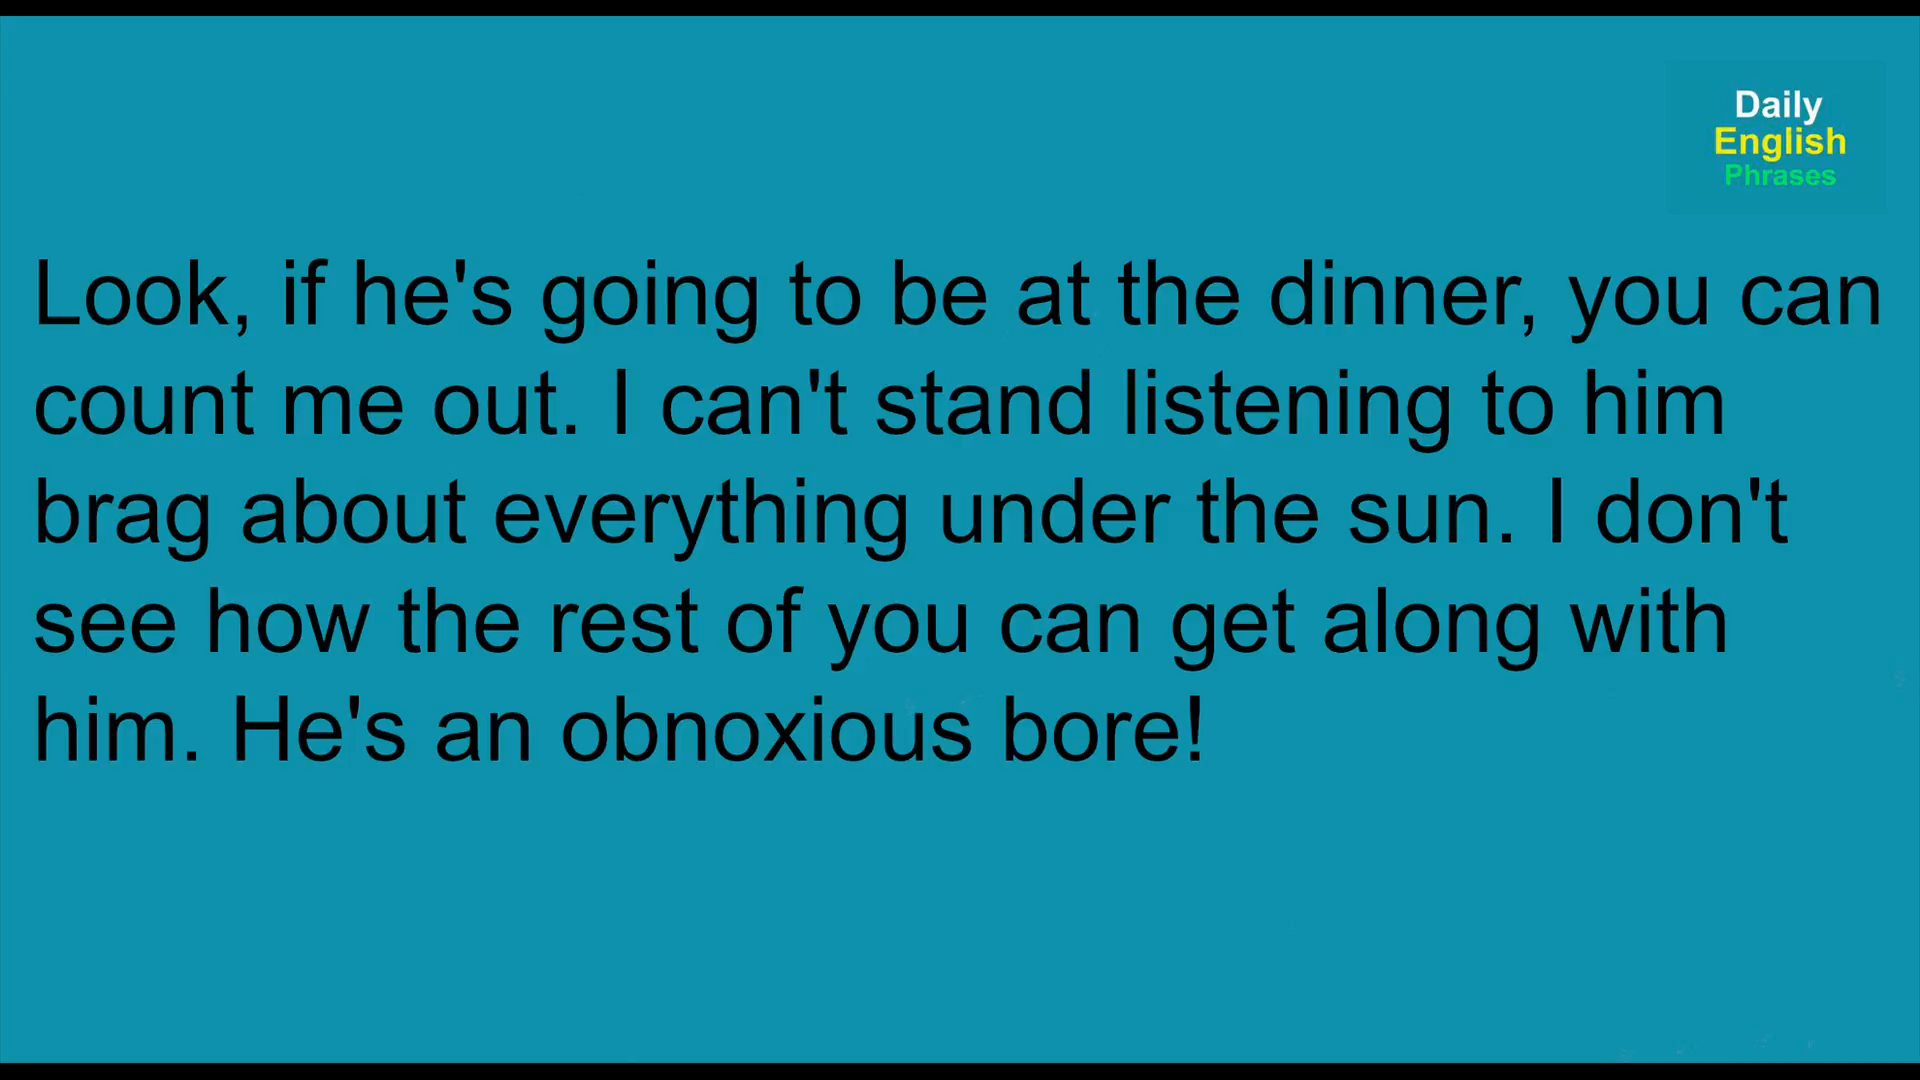 Daily
English
Phrases
Look, if he's going to be at the dinner, you can
count me out. I can't stand listening to him
brag about everything under the sun. I don't
see how the rest of you can get along with
him. He's an obnoxious bore!